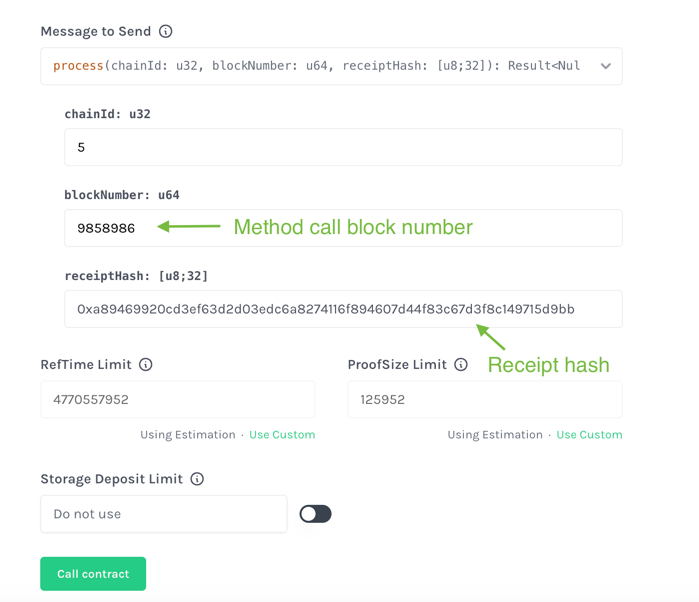 Message to Send
process(chainId: u32, blockNumber: u64, receiptHash: [u8;32]): Result<Nul
chainId: u32
5
blockNumber: u64
9858986
Method call block number
receiptHash: [u8;32]
0xa89469920cd3ef63d2d03edc6a8274116f894607d44f83c67d3f8c149715d9bb
Receipt hash
RefTime Limit
ProofSize Limit
4770557952
125952
Using Estimation · Use Custom
Using Estimation · Use Custom
Storage Deposit Limit
Do not use
Call contract